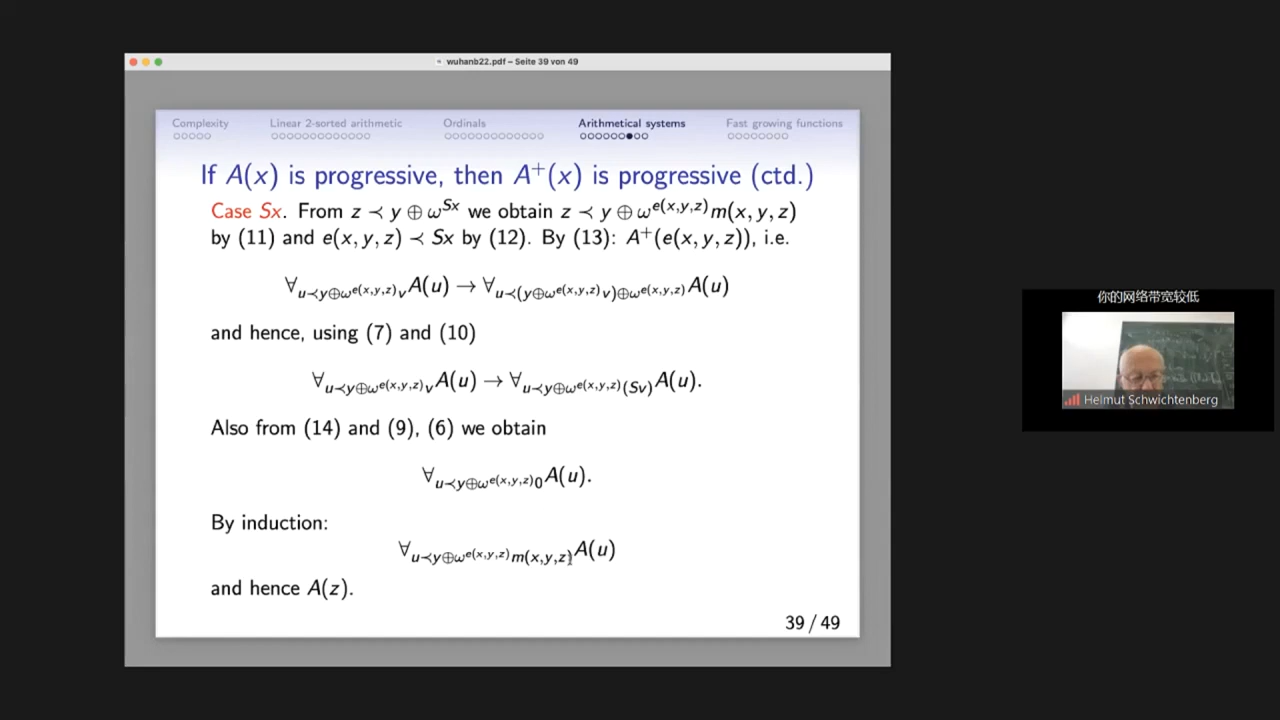 wuhanb22.pdf – Seite 39 von 49
Complexity Linear 2-sorted arithmetic Ordinals Arithmetical systems Fast growing functions
If A(x) is progressive, then A⁺(x) is progressive (ctd.)
Case Sx. From z ≺ y ⊕ ω^{Sx} we obtain z ≺ y ⊕ ω^{e(x,y,z)}m(x, y, z)
by (11) and e(x, y, z) ≺ Sx by (12). By (13): A⁺(e(x, y, z)), i.e.
∀_{u≺y⊕ω^{e(x,y,z)}v}A(u) → ∀_{u≺(y⊕ω^{e(x,y,z)}v)⊕ω^{e(x,y,z)}}A(u)
and hence, using (7) and (10)
∀_{u≺y⊕ω^{e(x,y,z)}v}A(u) → ∀_{u≺y⊕ω^{e(x,y,z)}(Sv)}A(u).
Also from (14) and (9), (6) we obtain
∀_{u≺y⊕ω^{e(x,y,z)}0}A(u).
By induction:
∀_{u≺y⊕ω^{e(x,y,z)}m(x,y,z)}A(u)
and hence A(z).
39 / 49
你的网络带宽较低
Helmut Schwichtenberg